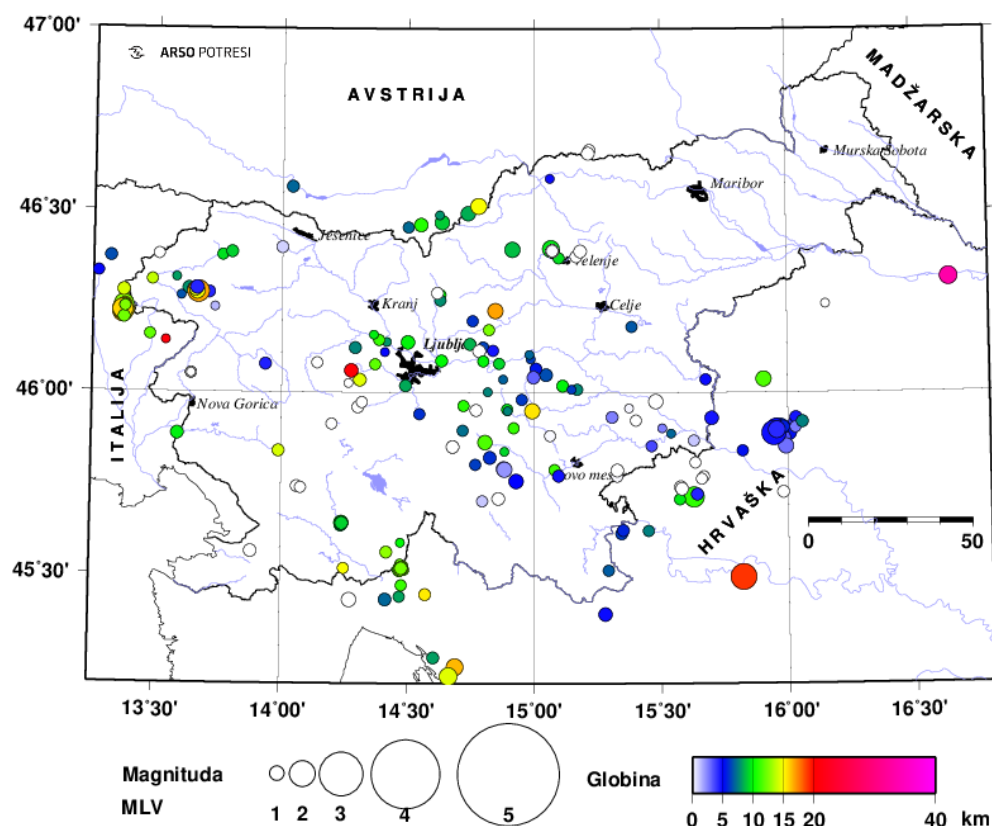 47°00'
ARSO POTRESI
AVSTRIJA
MADŽARSKA
Murska Sobota
Maribor
46°30'
Jesenice
Velenje
Kranj
Celje
Ljublj
46°00'
Nova Gorica
ITALIJA
Novo mes
HRVAŠKA
0 50
45°30'
13°30' 14°00' 14°30' 15°00' 15°30' 16°00' 16°30'
Magnituda
MLV
1 2 3 4 5
Globina
0 5 10 15 20 40 km